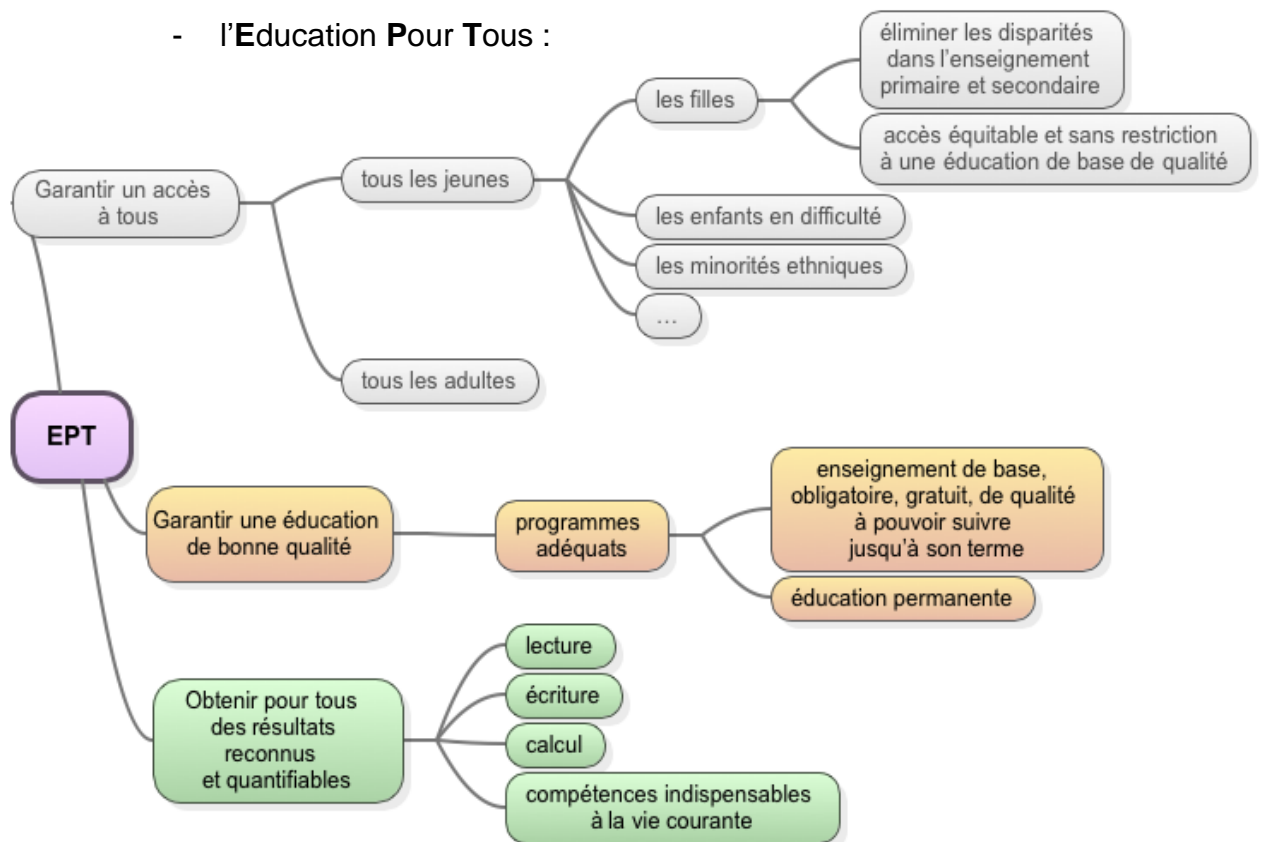 - l'Education Pour Tous :
EPT
Garantir un accès
à tous
tous les jeunes
les filles
éliminer les disparités
dans l'enseignement
primaire et secondaire
accès équitable et sans restriction
à une éducation de base de qualité
les enfants en difficulté
les minorités ethniques
...
tous les adultes
Garantir une éducation
de bonne qualité
programmes
adéquats
enseignement de base,
obligatoire, gratuit, de qualité
à pouvoir suivre
jusqu'à son terme
éducation permanente
Obtenir pour tous
des résultats
reconnus
et quantifiables
lecture
écriture
calcul
compétences indispensables
à la vie courante